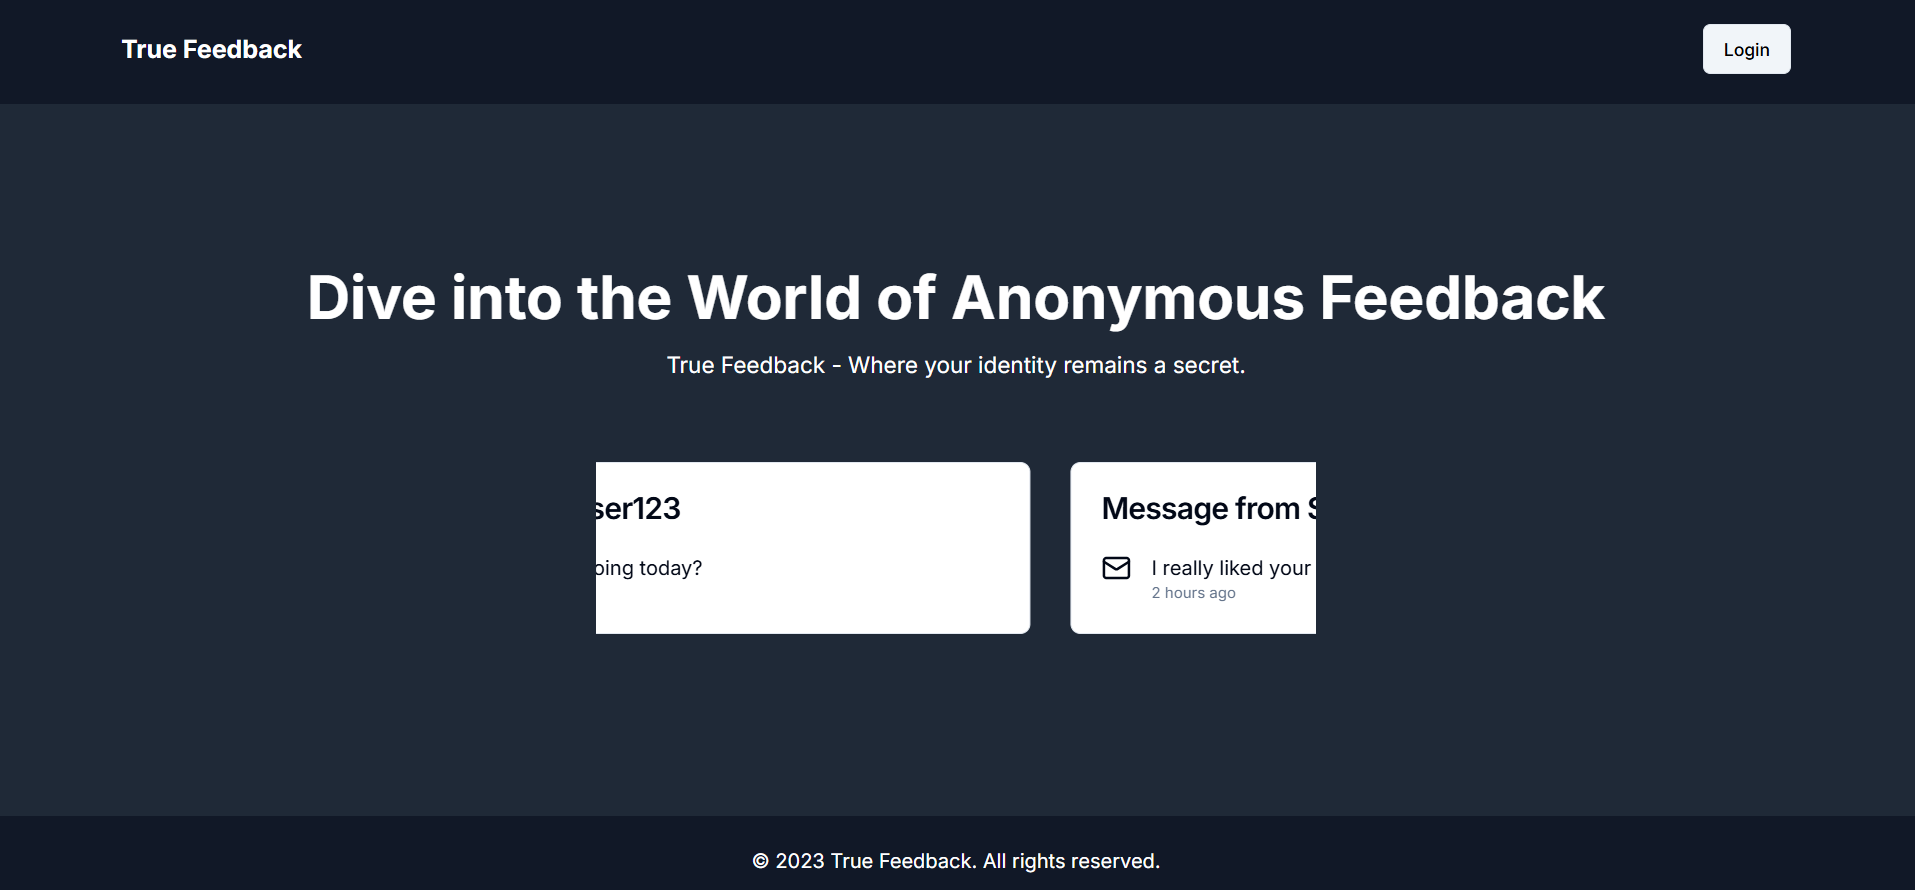 True Feedback
Login
Dive into the World of Anonymous Feedback
True Feedback - Where your identity remains a secret.
ser123
oing today?
Message from S
I really liked your
2 hours ago
© 2023 True Feedback. All rights reserved.